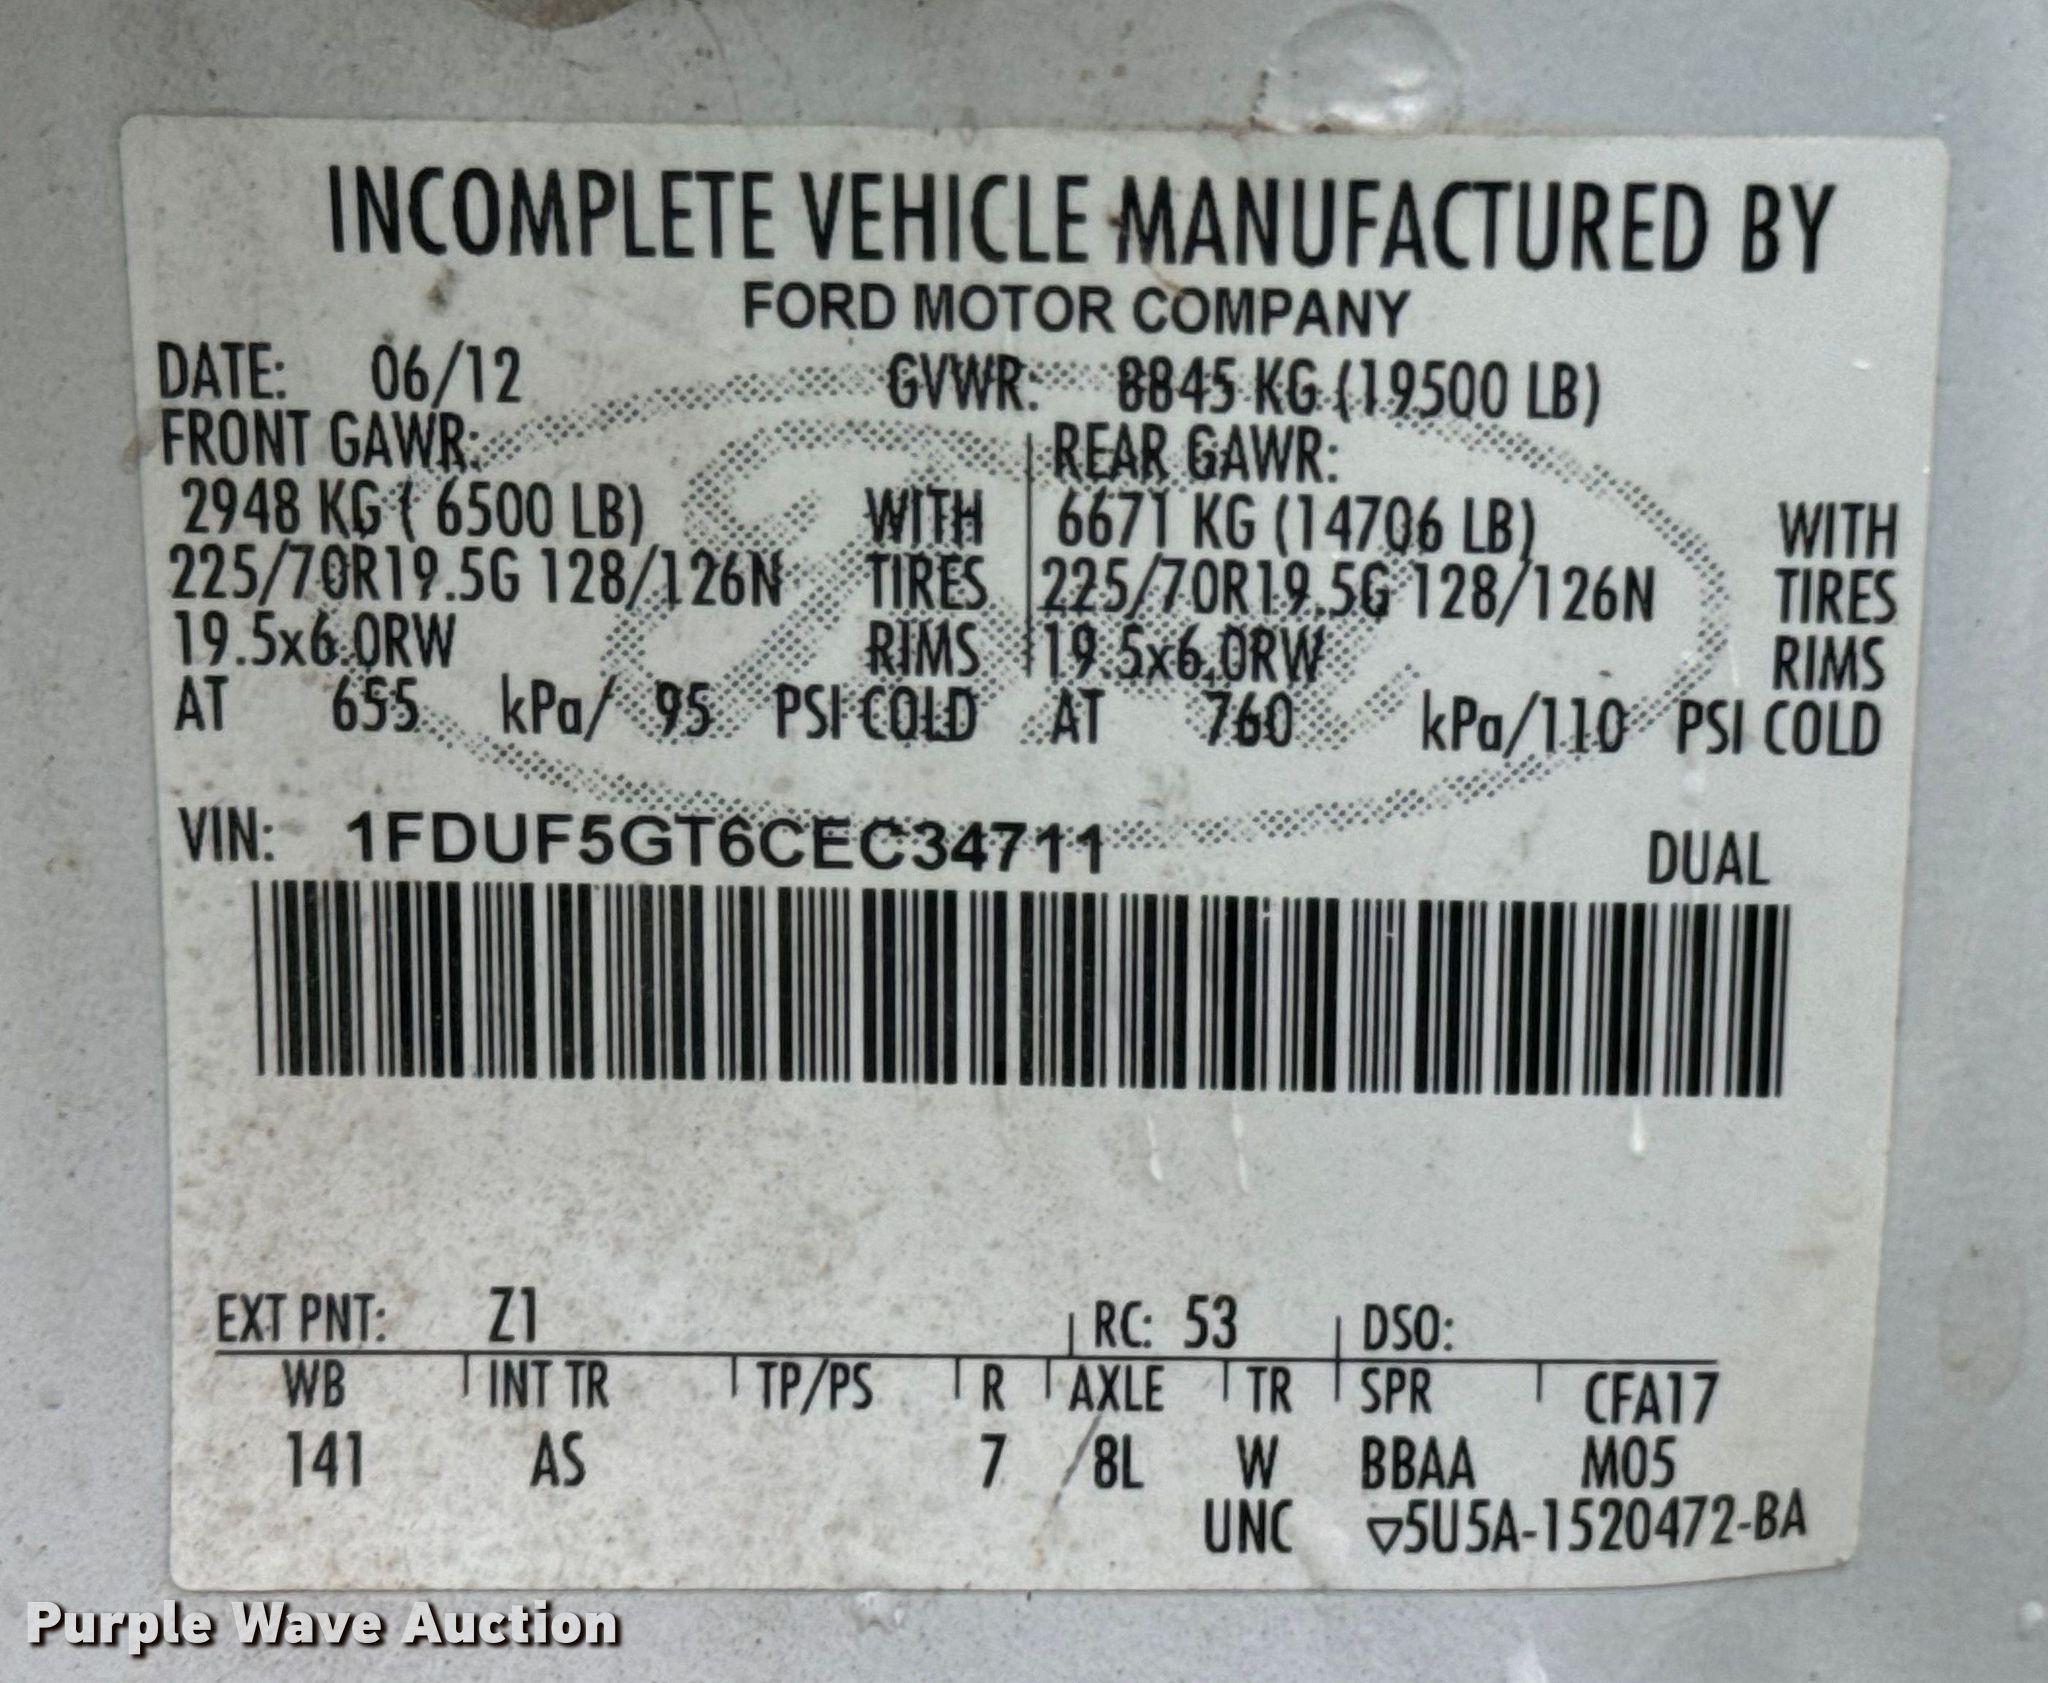 INCOMPLETE VEHICLE MANUFACTURED BY
FORD MOTOR COMPANY
DATE: 06/12 GVWR: 8845 KG (19500 LB)
FRONT GAWR: REAR GAWR:
2948 KG ( 6500 LB) WITH 6671 KG (14706 LB) WITH
225/70R19.5G 128/126N TIRES 225/70R19.5G 128/126N TIRES
19.5x6.0RW RIMS 19.5x6.0RW RIMS
AT 655 kPa/ 95 PSI COLD AT 760 kPa/110 PSI COLD
VIN: 1FDUF5GT6CEC34711 DUAL
EXT PNT: Z1 RC: 53 DSO:
WB INT TR TP/PS R AXLE TR SPR CFA17
141 AS 7 8L W BBAA M05
UNC ▽5U5A-1520472-BA
Purple Wave Auction